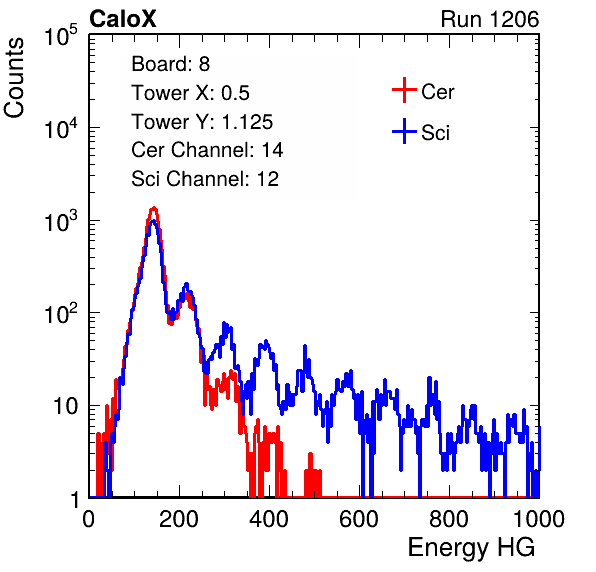 CaloX Run 1206
Counts
10^5
10^4
10^3
10^2
10
1
Board: 8
Tower X: 0.5
Tower Y: 1.125
Cer Channel: 14
Sci Channel: 12
Cer
Sci
0 200 400 600 800 1000
Energy HG